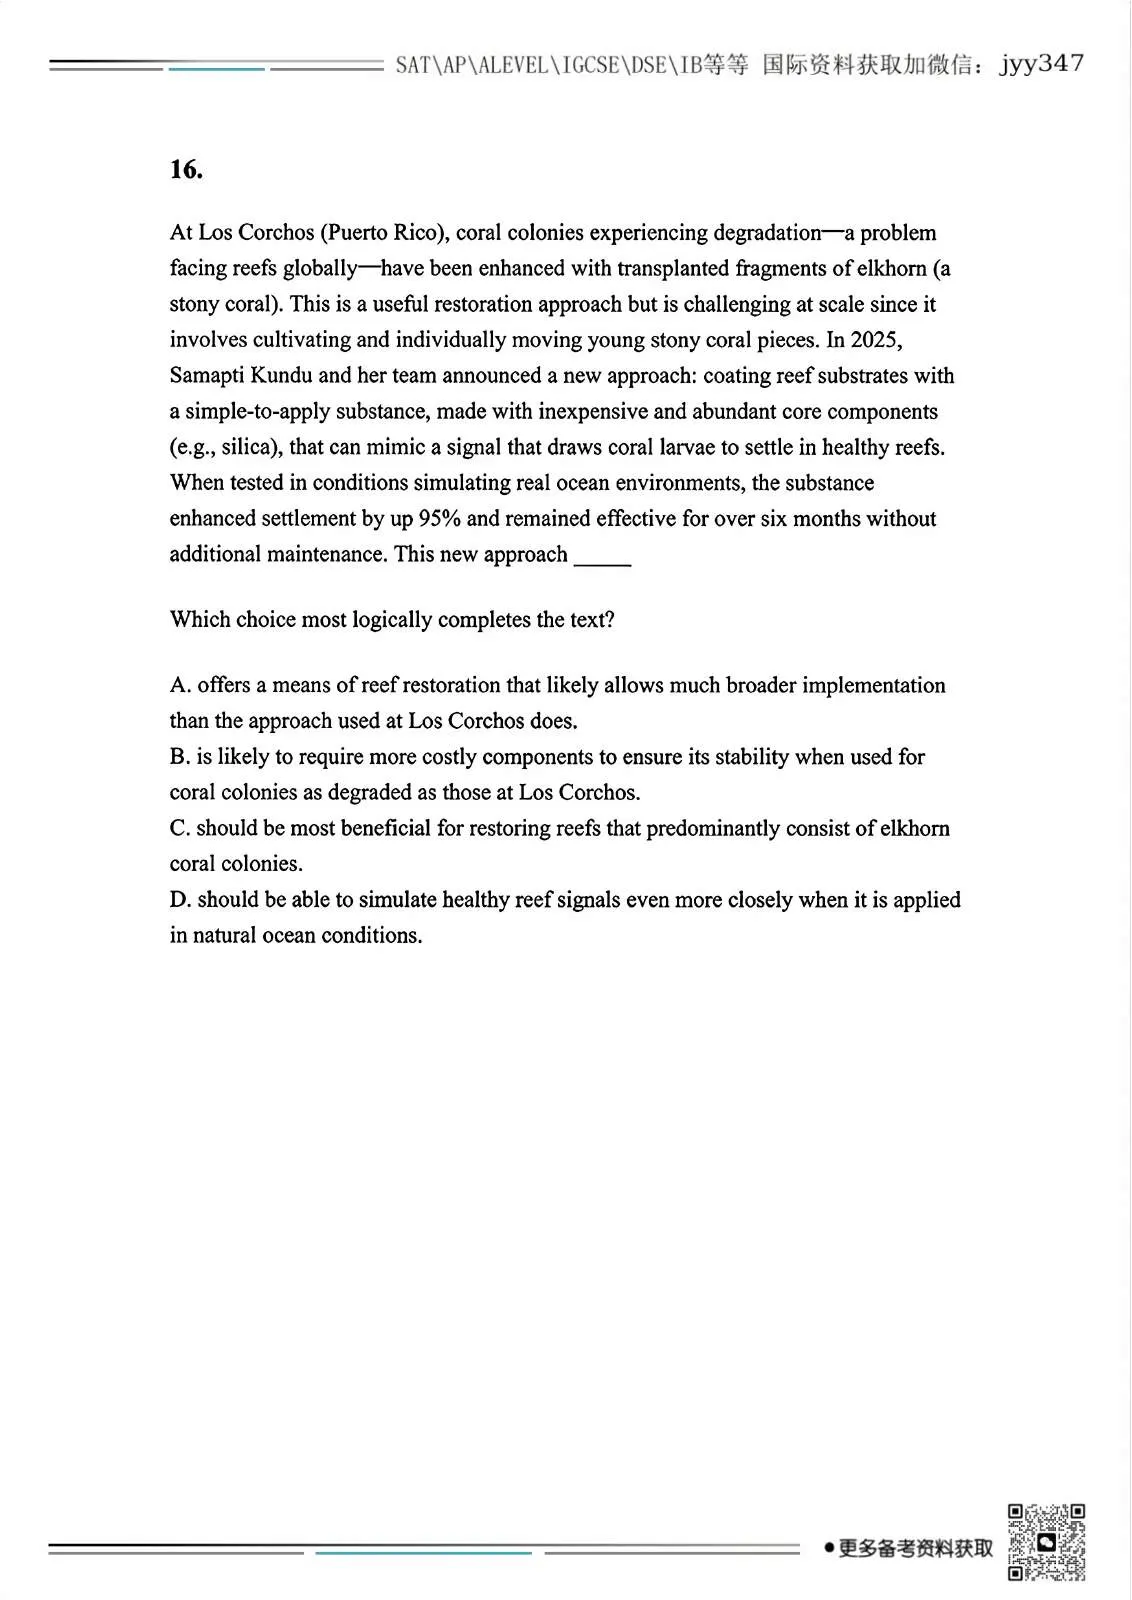 SAT\AP\ALEVEL\IGCSE\DSE\IB等等 国际资料获取加微信：jyy347
16.
At Los Corchos (Puerto Rico), coral colonies experiencing degradation—a problem
facing reefs globally—have been enhanced with transplanted fragments of elkhorn (a
stony coral). This is a useful restoration approach but is challenging at scale since it
involves cultivating and individually moving young stony coral pieces. In 2025,
Samapti Kundu and her team announced a new approach: coating reef substrates with
a simple-to-apply substance, made with inexpensive and abundant core components
(e.g., silica), that can mimic a signal that draws coral larvae to settle in healthy reefs.
When tested in conditions simulating real ocean environments, the substance
enhanced settlement by up 95% and remained effective for over six months without
additional maintenance. This new approach _____
Which choice most logically completes the text?
A. offers a means of reef restoration that likely allows much broader implementation
than the approach used at Los Corchos does.
B. is likely to require more costly components to ensure its stability when used for
coral colonies as degraded as those at Los Corchos.
C. should be most beneficial for restoring reefs that predominantly consist of elkhorn
coral colonies.
D. should be able to simulate healthy reef signals even more closely when it is applied
in natural ocean conditions.
●更多备考资料获取